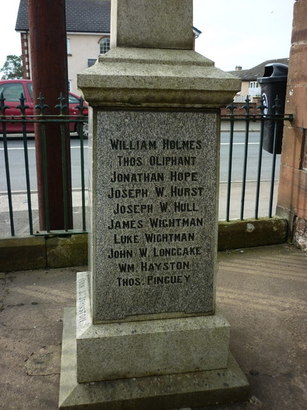 WILLIAM HOLMES
THOS OLIPHANT
JONATHAN HOPE
JOSEPH W. HURST
JOSEPH W. HULL
JAMES WIGHTMAN
LUKE WIGHTMAN
JOHN W. LONGCAKE
WM. HAYSTON
THOS. PINGUEY